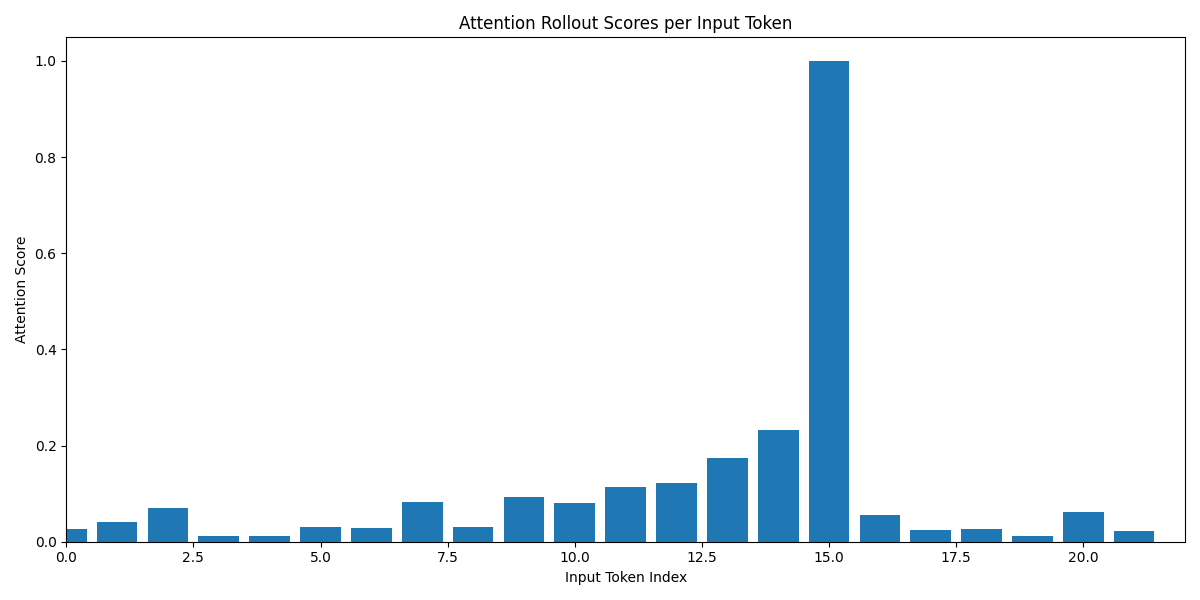 Attention Rollout Scores per Input Token
Attention Score
1.0
0.8
0.6
0.4
0.2
0.0
0.0 2.5 5.0 7.5 10.0 12.5 15.0 17.5 20.0
Input Token Index